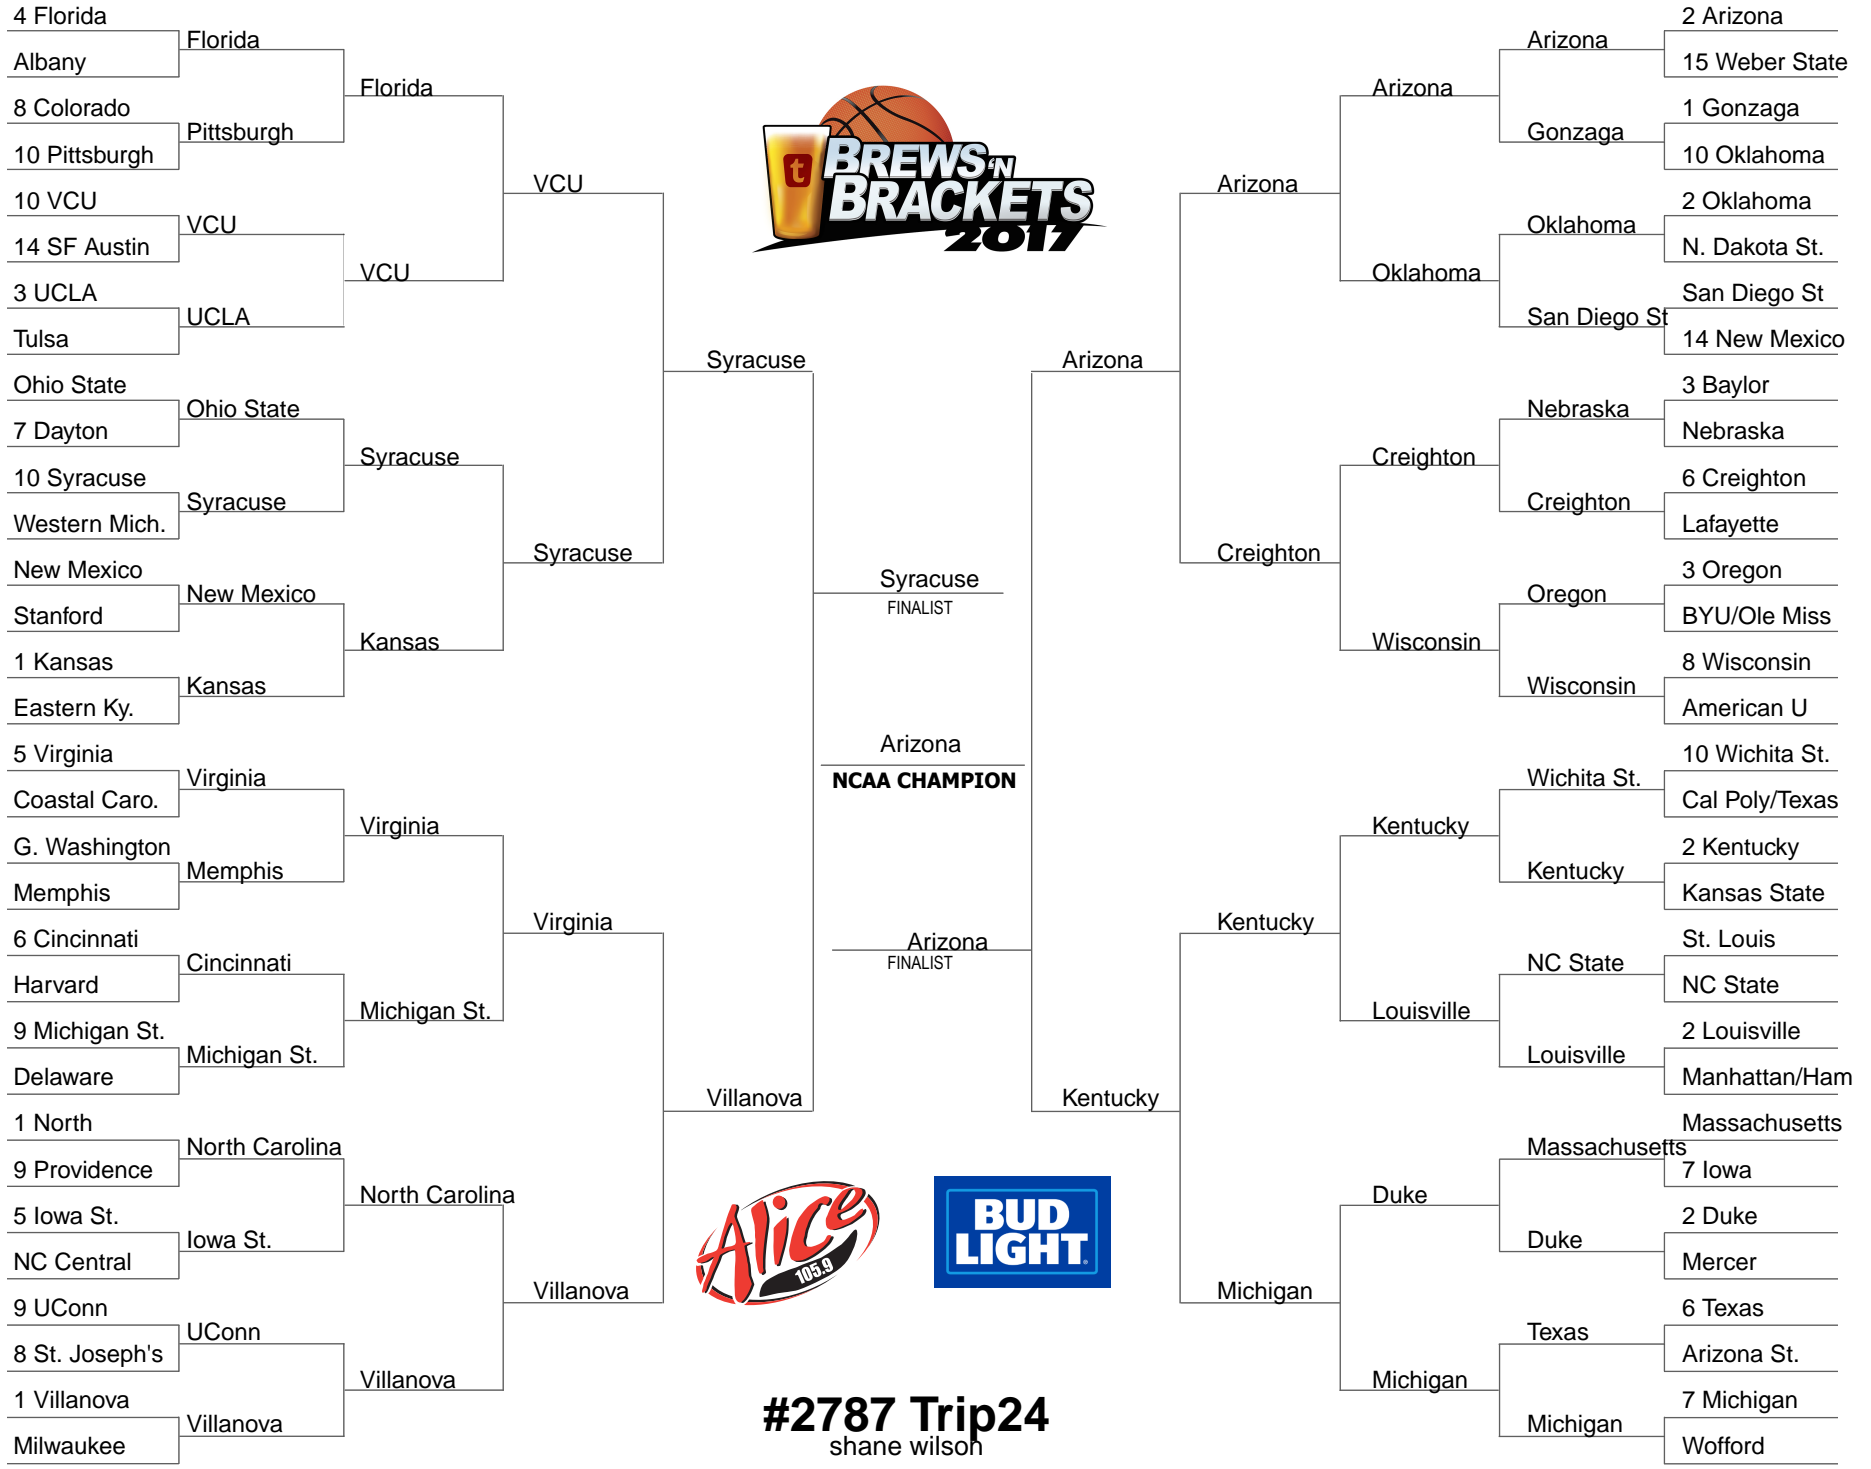 4 Florida
Albany
8 Colorado
10 Pittsburgh
10 VCU
14 SF Austin
3 UCLA
Tulsa
Ohio State
7 Dayton
10 Syracuse
Western Mich.
New Mexico
Stanford
1 Kansas
Eastern Ky.
5 Virginia
Coastal Caro.
G. Washington
Memphis
6 Cincinnati
Harvard
9 Michigan St.
Delaware
1 North
9 Providence
5 Iowa St.
NC Central
9 UConn
8 St. Joseph's
1 Villanova
Milwaukee
Florida
Pittsburgh
VCU
UCLA
Ohio State
Syracuse
New Mexico
Kansas
Virginia
Memphis
Cincinnati
Michigan St.
North Carolina
Iowa St.
UConn
Villanova
Florida
VCU
Syracuse
Kansas
Virginia
Michigan St.
North Carolina
Villanova
VCU
Syracuse
Virginia
Villanova
Syracuse
Villanova
t
BREWS 'N
BRACKETS
2017
Syracuse
FINALIST
Arizona
NCAA CHAMPION
Arizona
FINALIST
Alice
105.9
BUD
LIGHT
#2787 Trip24
shane wilson
Arizona
Kentucky
Arizona
Creighton
Kentucky
Michigan
Arizona
Oklahoma
Creighton
Wisconsin
Kentucky
Louisville
Duke
Michigan
Arizona
Gonzaga
Oklahoma
San Diego St
Nebraska
Creighton
Oregon
Wisconsin
Wichita St.
Kentucky
NC State
Louisville
Massachusetts
Duke
Texas
Michigan
2 Arizona
15 Weber State
1 Gonzaga
10 Oklahoma
2 Oklahoma
N. Dakota St.
San Diego St
14 New Mexico
3 Baylor
Nebraska
6 Creighton
Lafayette
3 Oregon
BYU/Ole Miss
8 Wisconsin
American U
10 Wichita St.
Cal Poly/Texas
2 Kentucky
Kansas State
St. Louis
NC State
2 Louisville
Manhattan/Ham
Massachusetts
7 Iowa
2 Duke
Mercer
6 Texas
Arizona St.
7 Michigan
Wofford